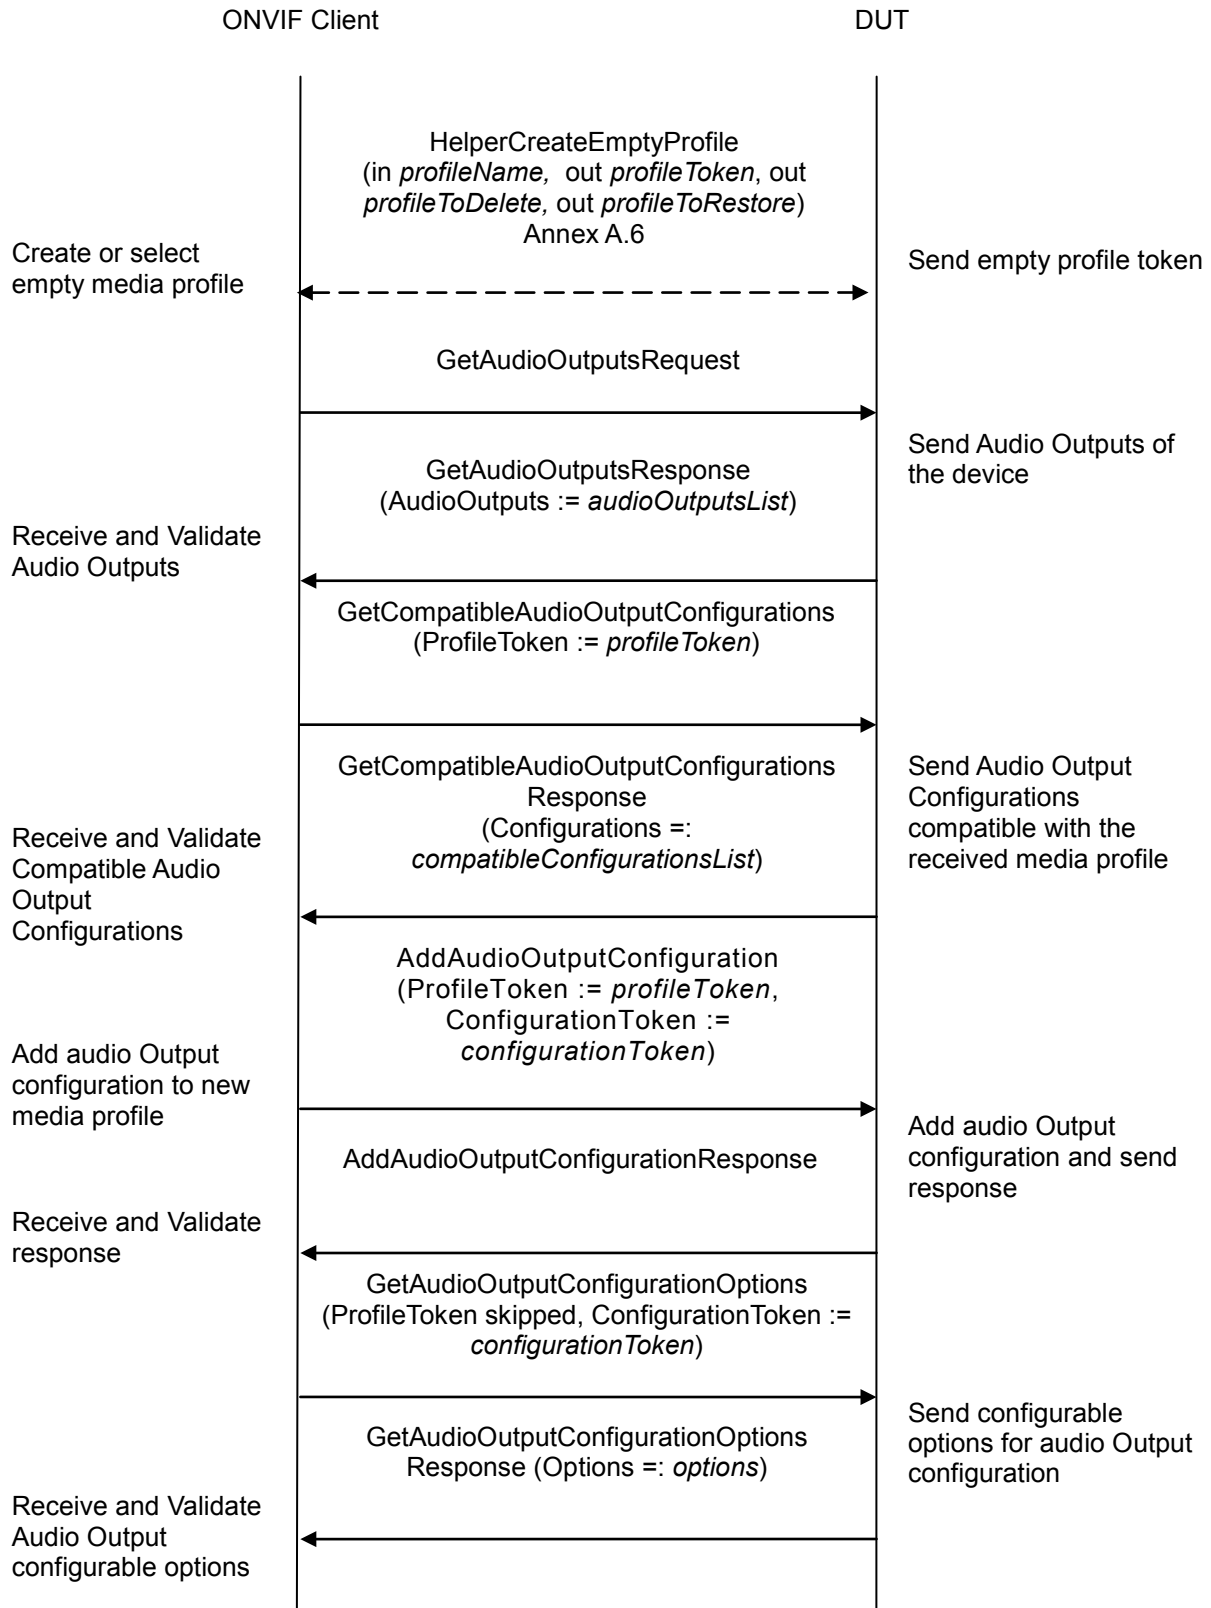 ONVIF Client
DUT
HelperCreateEmptyProfile
(in profileName,  out profileToken, out
profileToDelete, out profileToRestore)
Annex A.6
Create or select
empty media profile
Send empty profile token
GetAudioOutputsRequest
Send Audio Outputs of
the device
GetAudioOutputsResponse
(AudioOutputs := audioOutputsList)
Receive and Validate
Audio Outputs
GetCompatibleAudioOutputConfigurations
(ProfileToken := profileToken)
GetCompatibleAudioOutputConfigurations
Response
(Configurations =:
compatibleConfigurationsList)
Send Audio Output
Configurations
compatible with the
received media profile
Receive and Validate
Compatible Audio
Output
Configurations
AddAudioOutputConfiguration
(ProfileToken := profileToken,
ConfigurationToken :=
configurationToken)
Add audio Output
configuration to new
media profile
Add audio Output
configuration and send
response
AddAudioOutputConfigurationResponse
Receive and Validate
response
GetAudioOutputConfigurationOptions
(ProfileToken skipped, ConfigurationToken :=
configurationToken)
Send configurable
options for audio Output
configuration
GetAudioOutputConfigurationOptions
Response (Options =: options)
Receive and Validate
Audio Output
configurable options